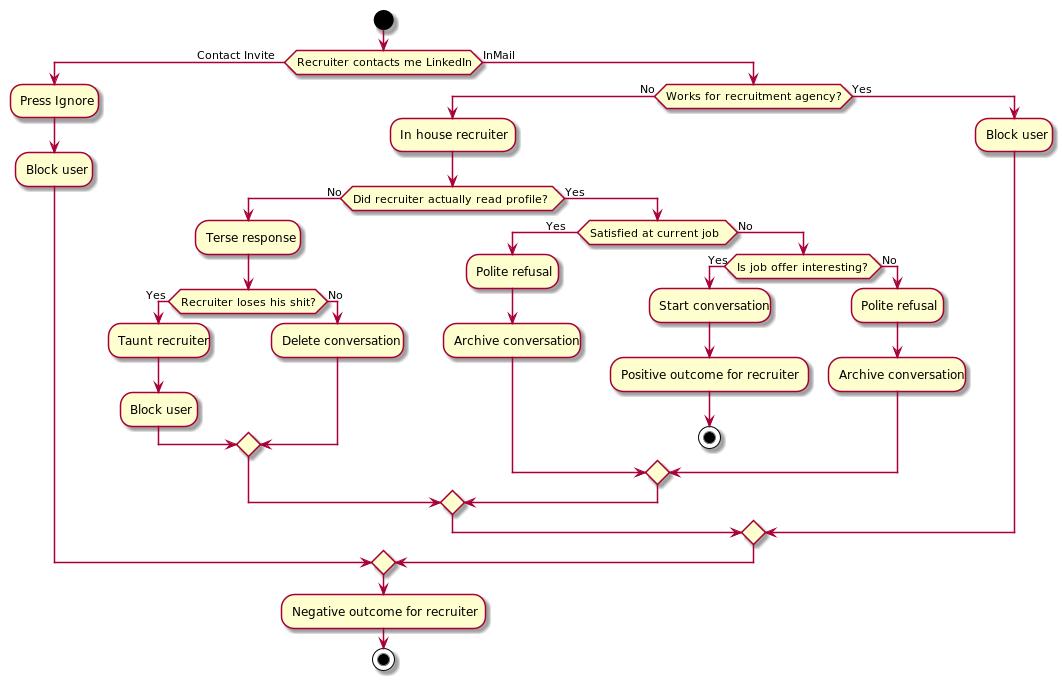 Contact Invite
Recruiter contacts me LinkedIn
InMail
Press Ignore
No
Works for recruitment agency?
Yes
In house recruiter
Block user
Block user
No
Did recruiter actually read profile?
Yes
Terse response
Yes
Satisfied at current job
No
Polite refusal
Yes
Is job offer interesting?
No
Yes
Recruiter loses his shit?
No
Start conversation
Polite refusal
Taunt recruiter
Delete conversation
Archive conversation
Positive outcome for recruiter
Archive conversation
Block user
Negative outcome for recruiter